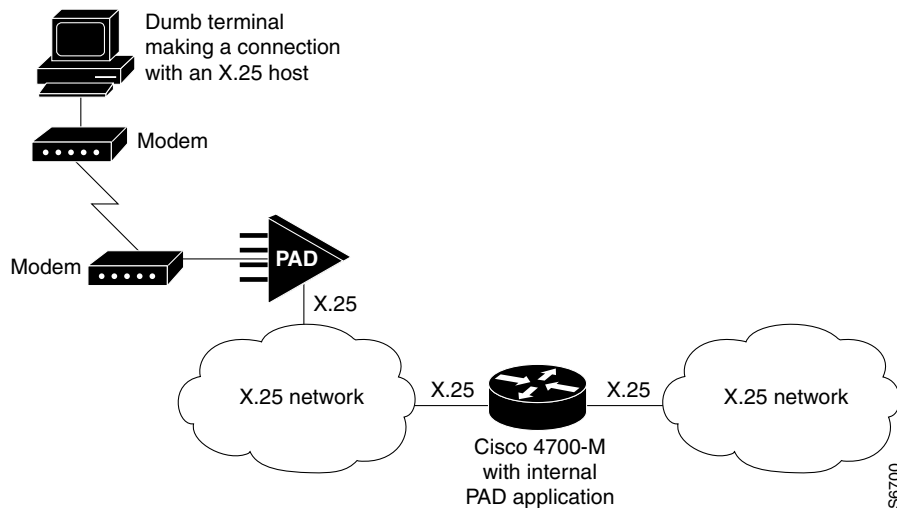 Dumb terminal
making a connection
with an X.25 host
Modem
Modem
PAD
X.25
X.25 network
X.25
X.25
X.25 network
Cisco 4700-M
with internal
PAD application
S6700